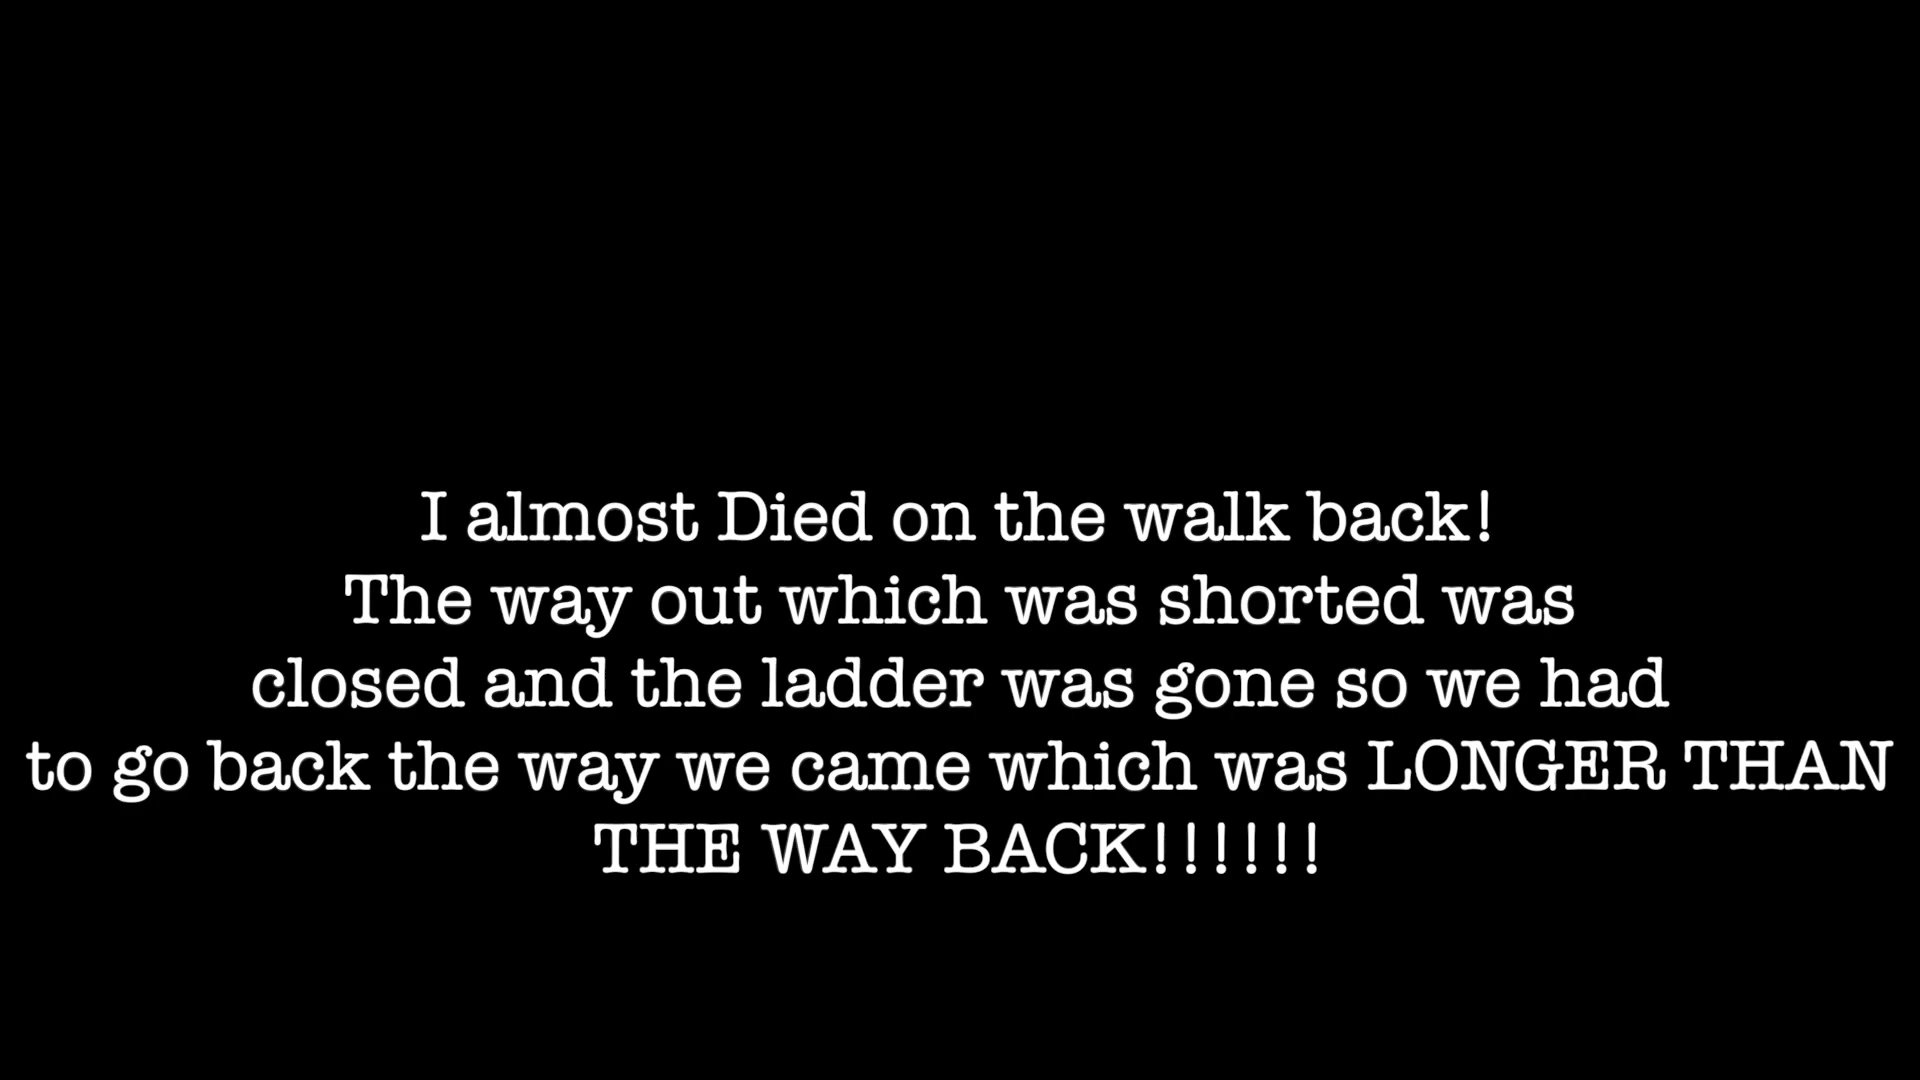 I almost Died on the walk back!
The way out which was shorted was
closed and the ladder was gone so we had
to go back the way we came which was LONGER THAN
THE WAY BACK!!!!!!